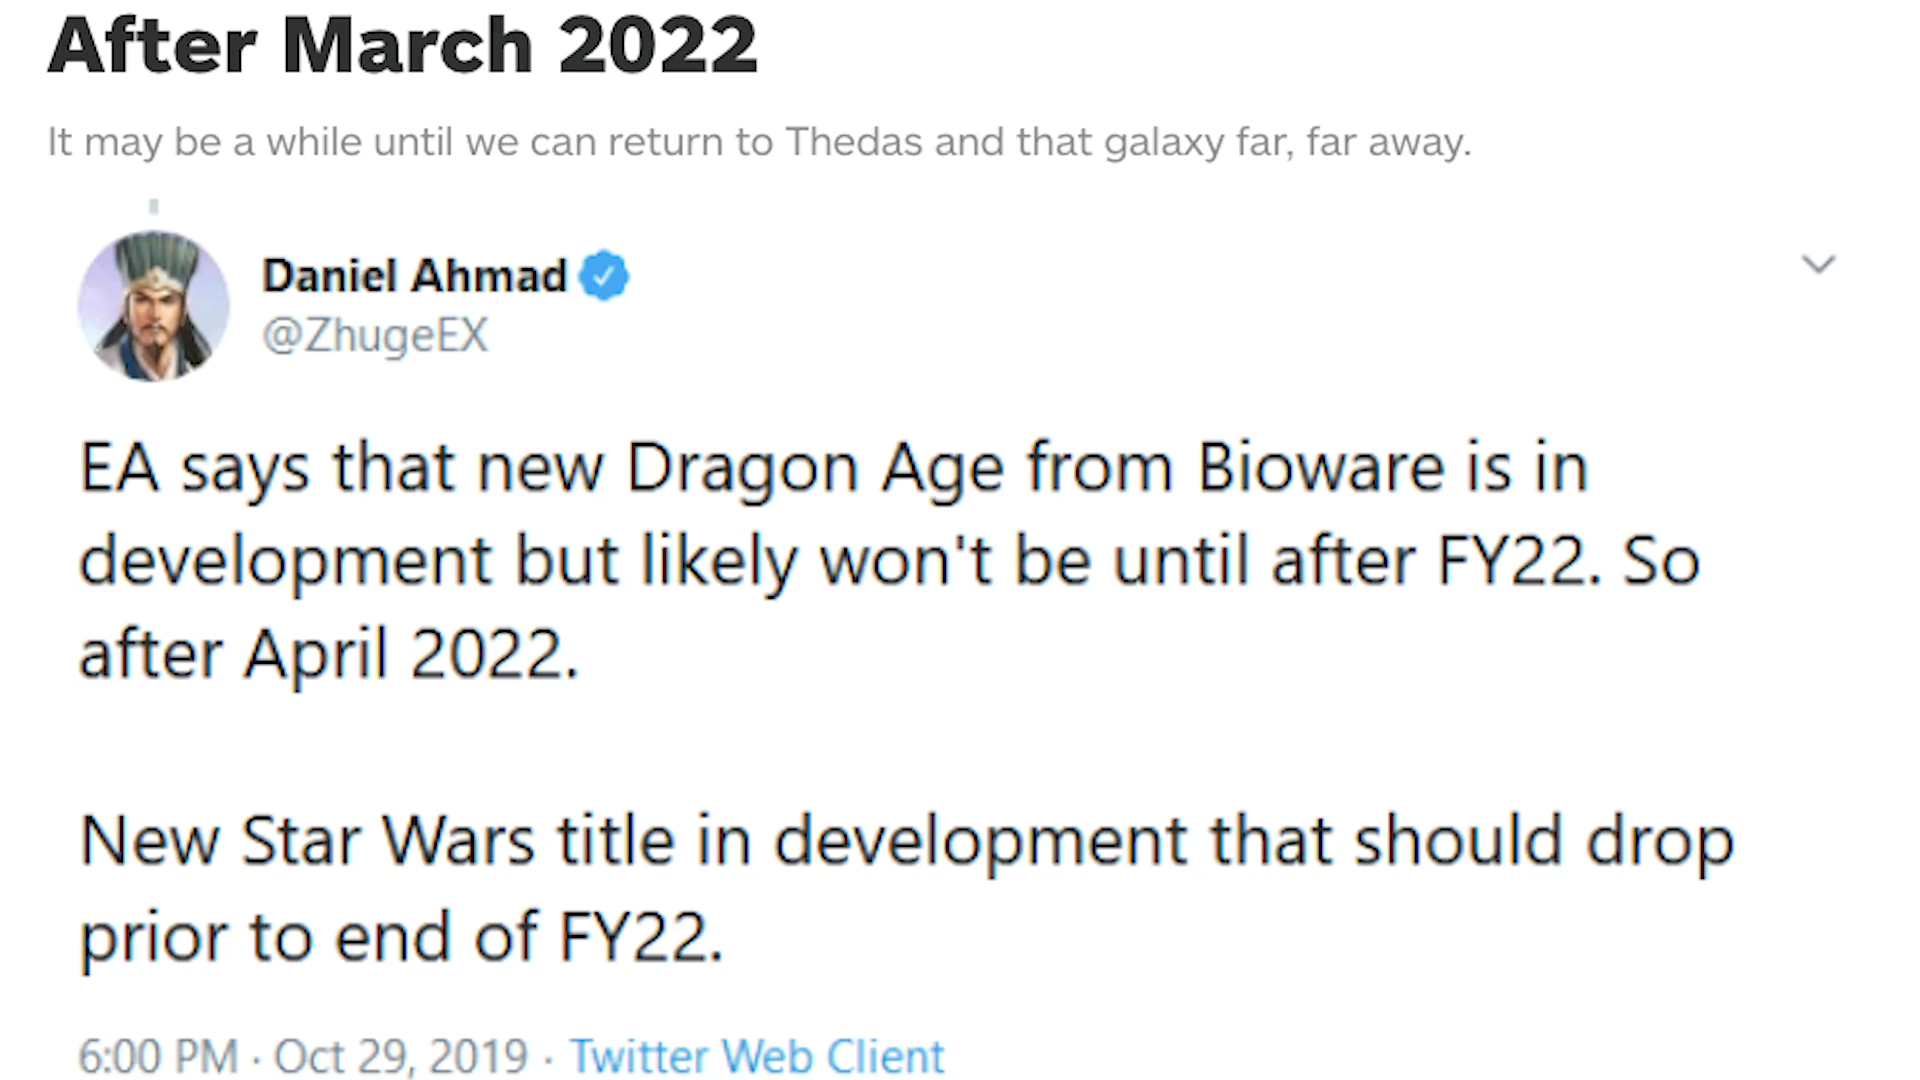 After March 2022
It may be a while until we can return to Thedas and that galaxy far, far away.
Daniel Ahmad
@ZhugeEX
EA says that new Dragon Age from Bioware is in
development but likely won't be until after FY22. So
after April 2022.
New Star Wars title in development that should drop
prior to end of FY22.
6:00 PM · Oct 29, 2019 · Twitter Web Client